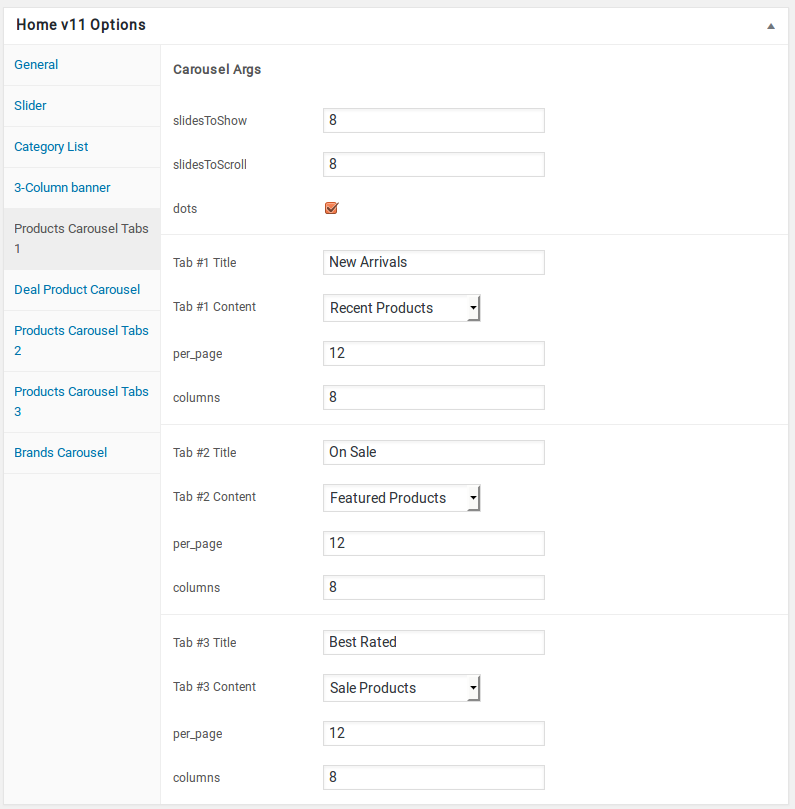 Home v11 Options
General
Slider
Category List
3-Column banner
Products Carousel Tabs
1
Deal Product Carousel
Products Carousel Tabs
2
Products Carousel Tabs
3
Brands Carousel
Carousel Args
slidesToShow 8
slidesToScroll 8
dots
Tab #1 Title New Arrivals
Tab #1 Content Recent Products
per_page 12
columns 8
Tab #2 Title On Sale
Tab #2 Content Featured Products
per_page 12
columns 8
Tab #3 Title Best Rated
Tab #3 Content Sale Products
per_page 12
columns 8